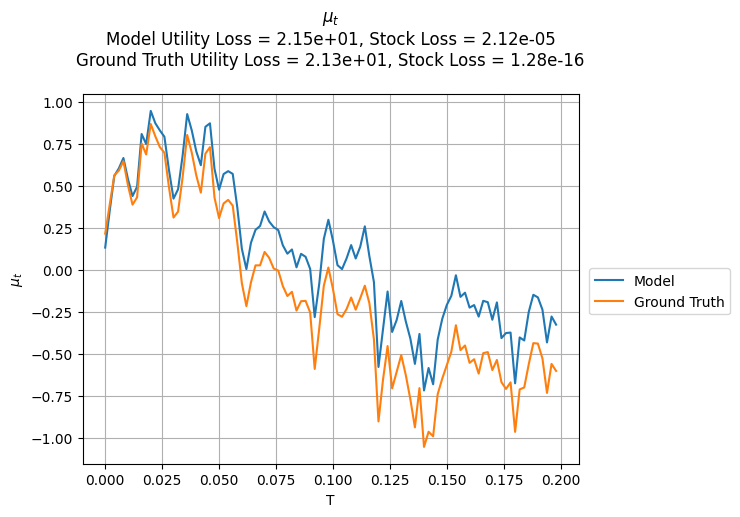 μt
Model Utility Loss = 2.15e+01, Stock Loss = 2.12e-05
Ground Truth Utility Loss = 2.13e+01, Stock Loss = 1.28e-16
1.00
0.75
0.50
0.25
0.00
−0.25
−0.50
−0.75
−1.00
μt
0.000 0.025 0.050 0.075 0.100 0.125 0.150 0.175 0.200
T
Model
Ground Truth